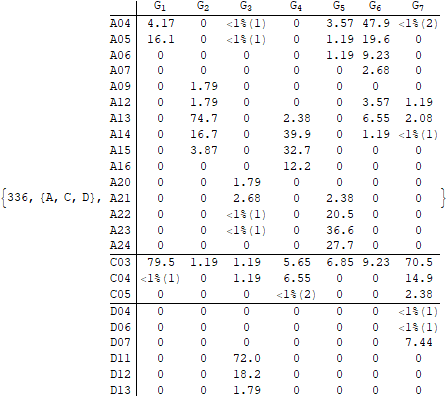 G1 G2 G3 G4 G5 G6 G7
A04 4.17 0 <1%(1) 0 3.57 47.9 <1%(2)
A05 16.1 0 <1%(1) 0 1.19 19.6 0
A06 0 0 0 0 1.19 9.23 0
A07 0 0 0 0 0 2.68 0
A09 0 1.79 0 0 0 0 0
A12 0 1.79 0 0 0 3.57 1.19
A13 0 74.7 0 2.38 0 6.55 2.08
A14 0 16.7 0 39.9 0 1.19 <1%(1)
A15 0 3.87 0 32.7 0 0 0
A16 0 0 0 12.2 0 0 0
A20 0 0 1.79 0 0 0 0
{336, {A, C, D}, A21 0 0 2.68 0 2.38 0 0 }
A22 0 0 <1%(1) 0 20.5 0 0
A23 0 0 <1%(1) 0 36.6 0 0
A24 0 0 0 0 27.7 0 0
C03 79.5 1.19 1.19 5.65 6.85 9.23 70.5
C04 <1%(1) 0 1.19 6.55 0 0 14.9
C05 0 0 0 <1%(2) 0 0 2.38
D04 0 0 0 0 0 0 <1%(1)
D06 0 0 0 0 0 0 <1%(1)
D07 0 0 0 0 0 0 7.44
D11 0 0 72.0 0 0 0 0
D12 0 0 18.2 0 0 0 0
D13 0 0 1.79 0 0 0 0